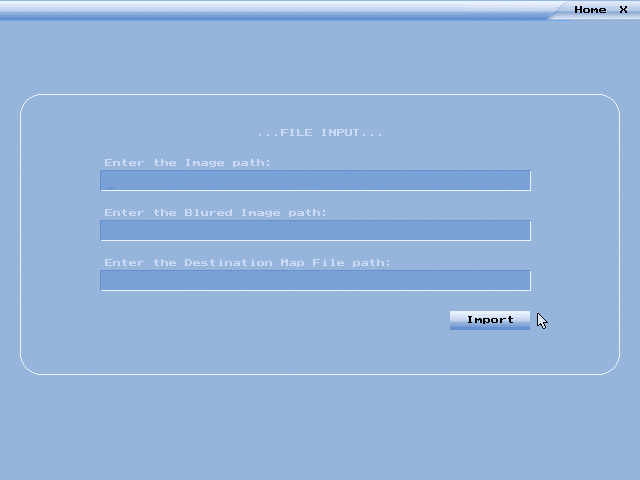 Home X
...FILE INPUT...
Enter the Image path:
Enter the Blured Image path:
Enter the Destination Map File path:
Import